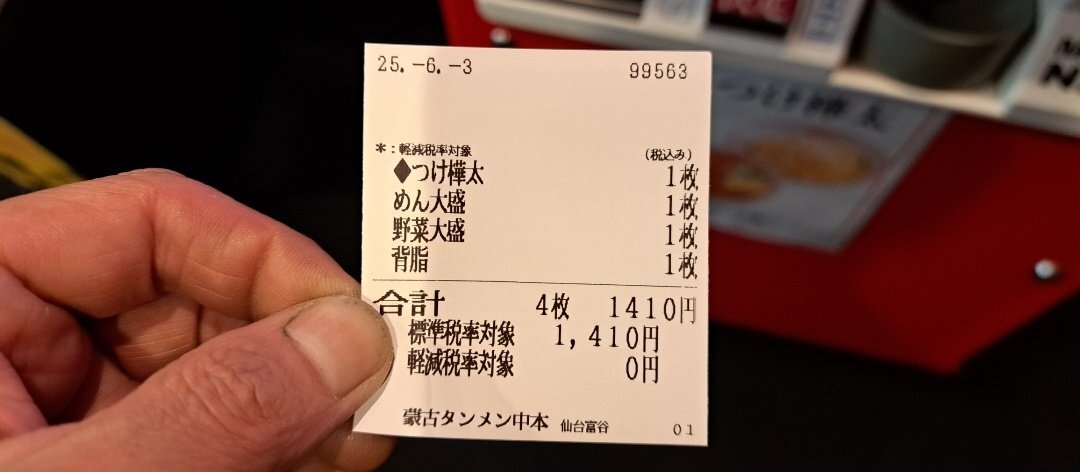 25.-6.-3 99563
*:軽減税率対象 (税込み)
◆つけ樺太 1枚
めん大盛 1枚
野菜大盛 1枚
背脂 1枚
合計 4枚 1410円
標準税率対象 1,410円
軽減税率対象 0円
蒙古タンメン中本 仙台富谷 01